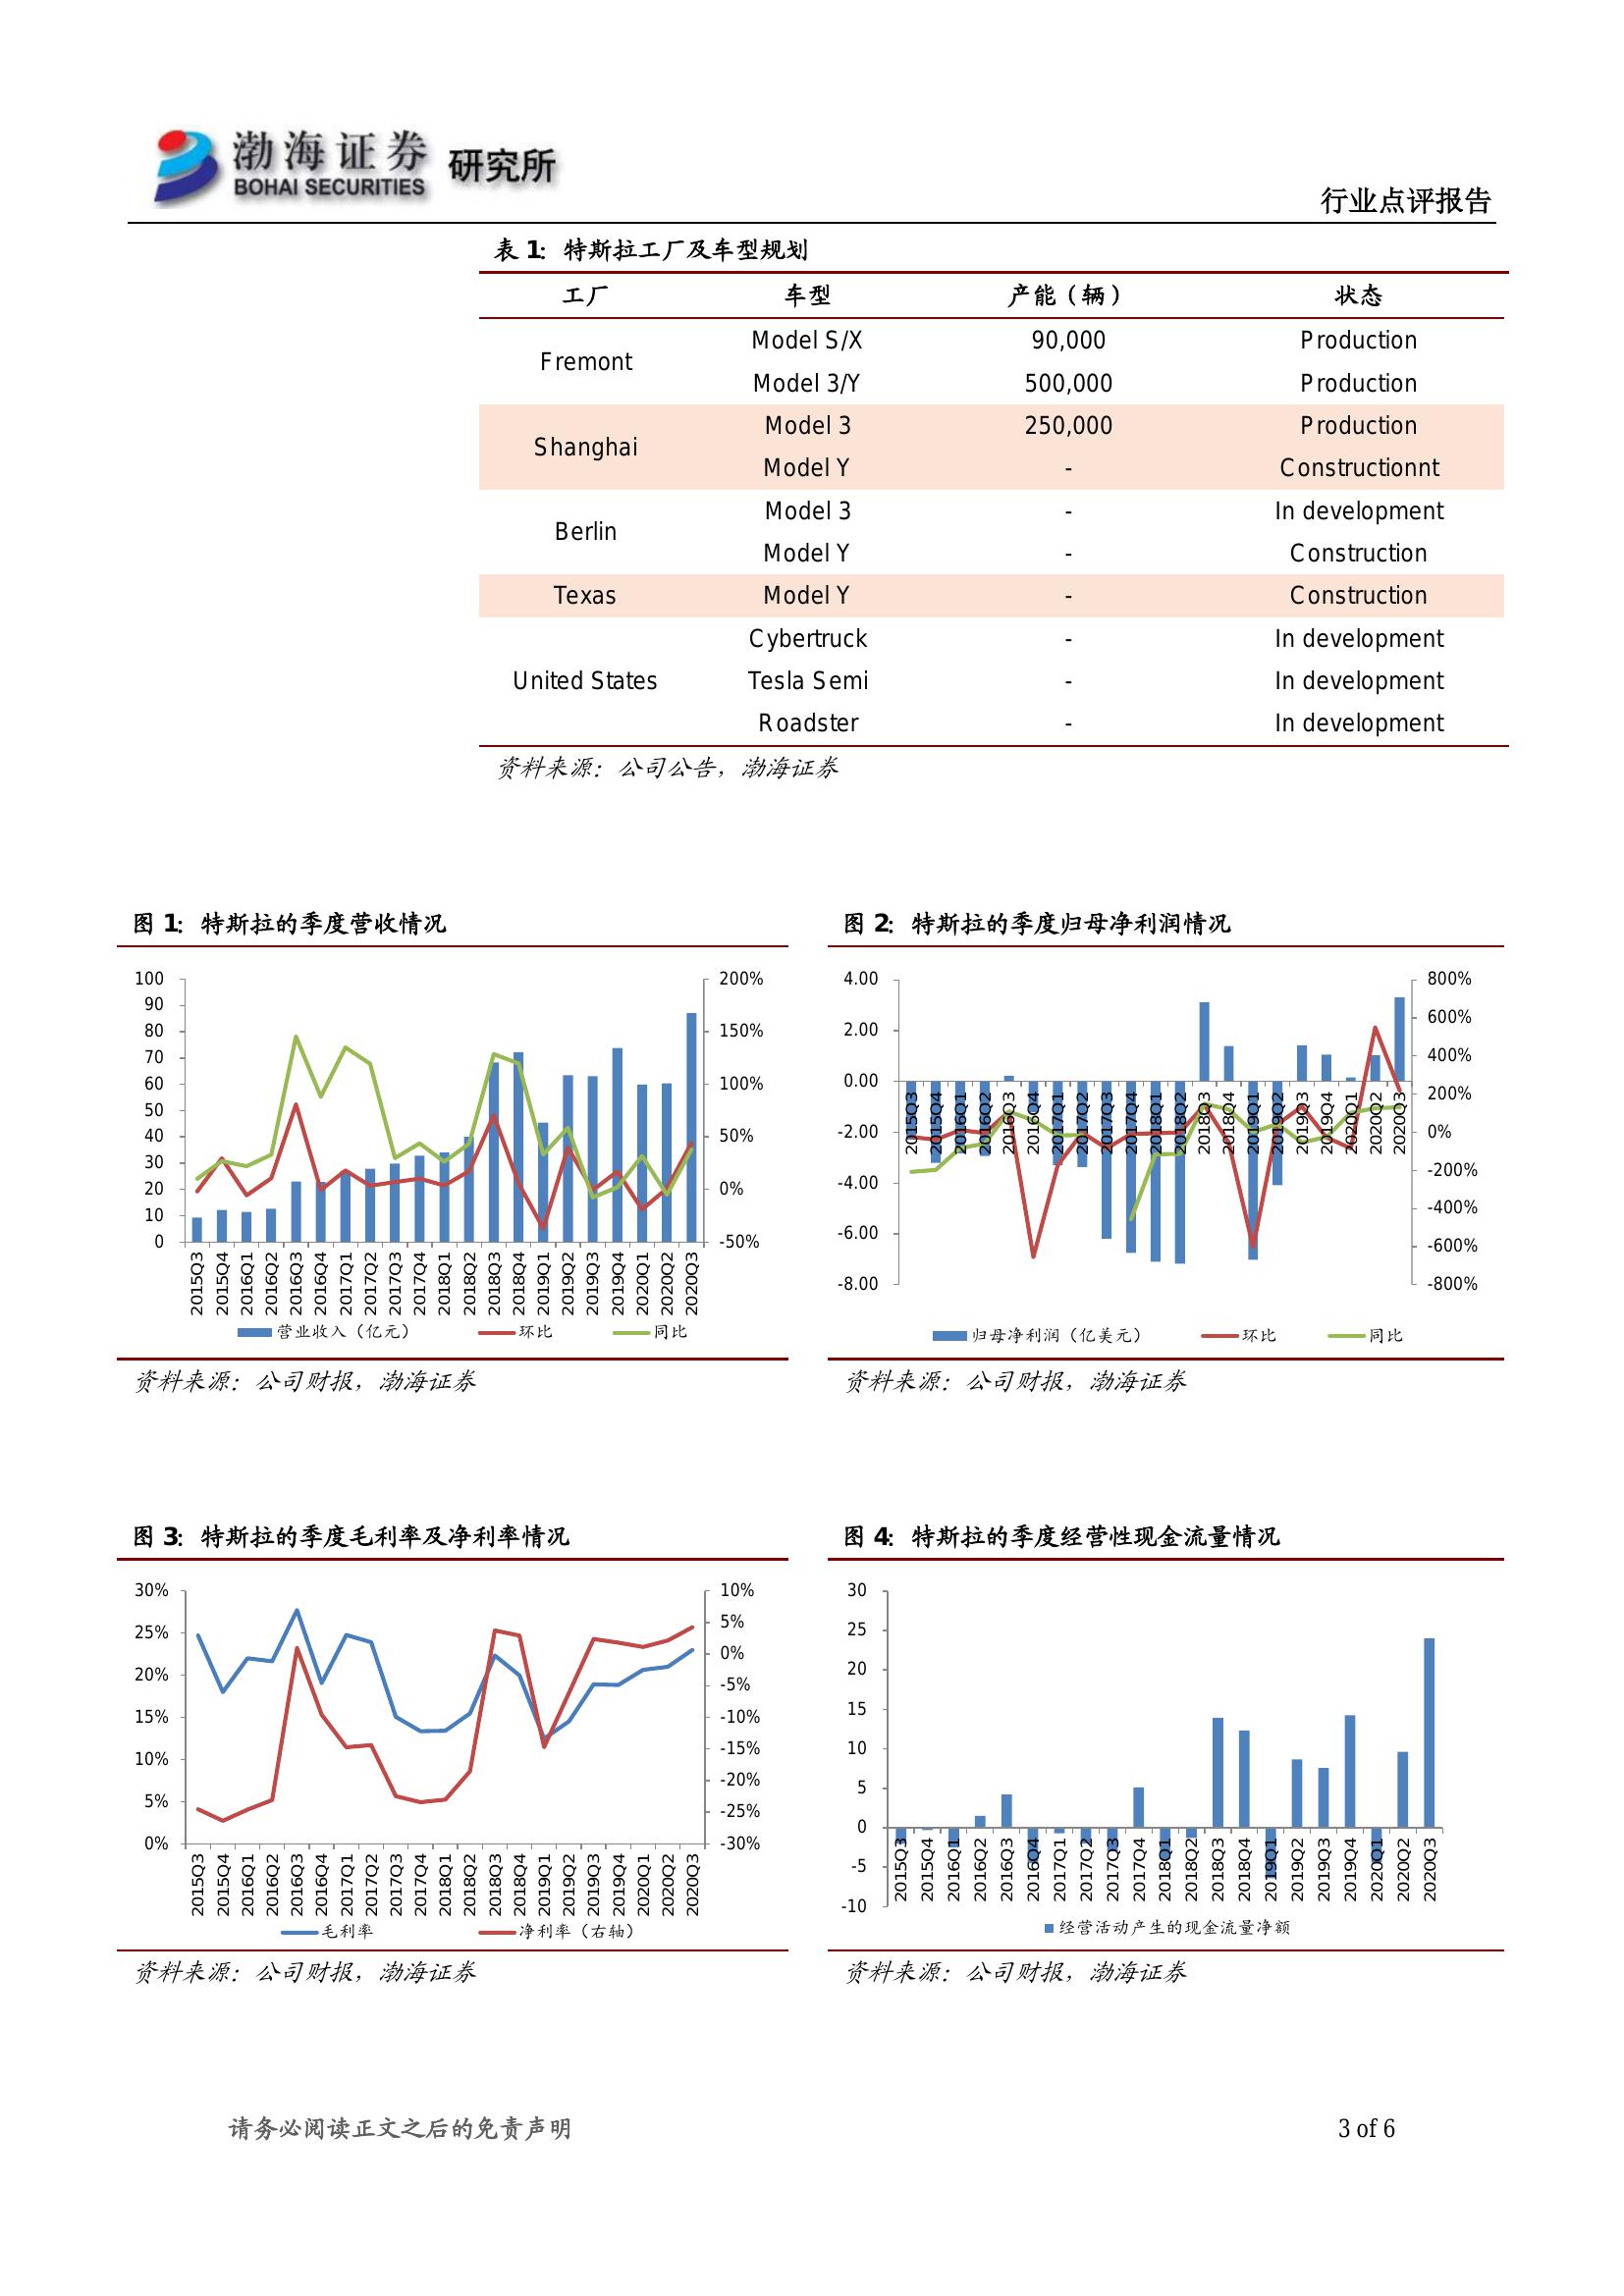 渤海证券 研究所
BOHAI SECURITIES
行业点评报告
表 1: 特斯拉工厂及车型规划
工厂 车型 产能（辆） 状态
Fremont Model S/X 90,000 Production
Model 3/Y 500,000 Production
Shanghai Model 3 250,000 Production
Model Y - Constructionnt
Berlin Model 3 - In development
Model Y - Construction
Texas Model Y - Construction
United States Cybertruck - In development
Tesla Semi - In development
Roadster - In development
资料来源：公司公告，渤海证券
图 1: 特斯拉的季度营收情况
100
90
80
70
60
50
40
30
20
10
0
200%
150%
100%
50%
0%
-50%
2015Q3 2015Q4 2016Q1 2016Q2 2016Q3 2016Q4 2017Q1 2017Q2 2017Q3 2017Q4 2018Q1 2018Q2 2018Q3 2018Q4 2019Q1 2019Q2 2019Q3 2019Q4 2020Q1 2020Q2 2020Q3
营业收入（亿元） 环比 同比
资料来源：公司财报，渤海证券
图 2: 特斯拉的季度归母净利润情况
4.00
2.00
0.00
-2.00
-4.00
-6.00
-8.00
800%
600%
400%
200%
0%
-200%
-400%
-600%
-800%
2015Q3 2015Q4 2016Q1 2016Q2 2016Q3 2016Q4 2017Q1 2017Q2 2017Q3 2017Q4 2018Q1 2018Q2 2018Q3 2018Q4 2019Q1 2019Q2 2019Q3 2019Q4 2020Q1 2020Q2 2020Q3
归母净利润（亿美元） 环比 同比
资料来源：公司财报，渤海证券
图 3: 特斯拉的季度毛利率及净利率情况
30%
25%
20%
15%
10%
5%
0%
10%
5%
0%
-5%
-10%
-15%
-20%
-25%
-30%
2015Q3 2015Q4 2016Q1 2016Q2 2016Q3 2016Q4 2017Q1 2017Q2 2017Q3 2017Q4 2018Q1 2018Q2 2018Q3 2018Q4 2019Q1 2019Q2 2019Q3 2019Q4 2020Q1 2020Q2 2020Q3
毛利率 净利率（右轴）
资料来源：公司财报，渤海证券
图 4: 特斯拉的季度经营性现金流量情况
30
25
20
15
10
5
0
-5
-10
2015Q3 2015Q4 2016Q1 2016Q2 2016Q3 2016Q4 2017Q1 2017Q2 2017Q3 2017Q4 2018Q1 2018Q2 2018Q3 2018Q4 2019Q1 2019Q2 2019Q3 2019Q4 2020Q1 2020Q2 2020Q3
经营活动产生的现金流量净额
资料来源：公司财报，渤海证券
请务必阅读正文之后的免责声明
3 of 6